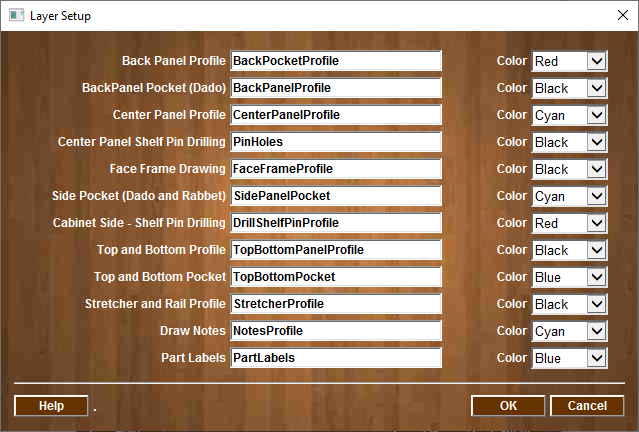 Layer Setup
Back Panel Profile BackPocketProfile Color Red
BackPanel Pocket (Dado) BackPanelProfile Color Black
Center Panel Profile CenterPanelProfile Color Cyan
Center Panel Shelf Pin Drilling PinHoles Color Black
Face Frame Drawing FaceFrameProfile Color Black
Side Pocket (Dado and Rabbet) SidePanelPocket Color Cyan
Cabinet Side - Shelf Pin Drilling DrillShelfPinProfile Color Red
Top and Bottom Profile TopBottomPanelProfile Color Black
Top and Bottom Pocket TopBottomPocket Color Blue
Stretcher and Rail Profile StretcherProfile Color Black
Draw Notes NotesProfile Color Cyan
Part Labels PartLabels Color Blue
Help . OK Cancel